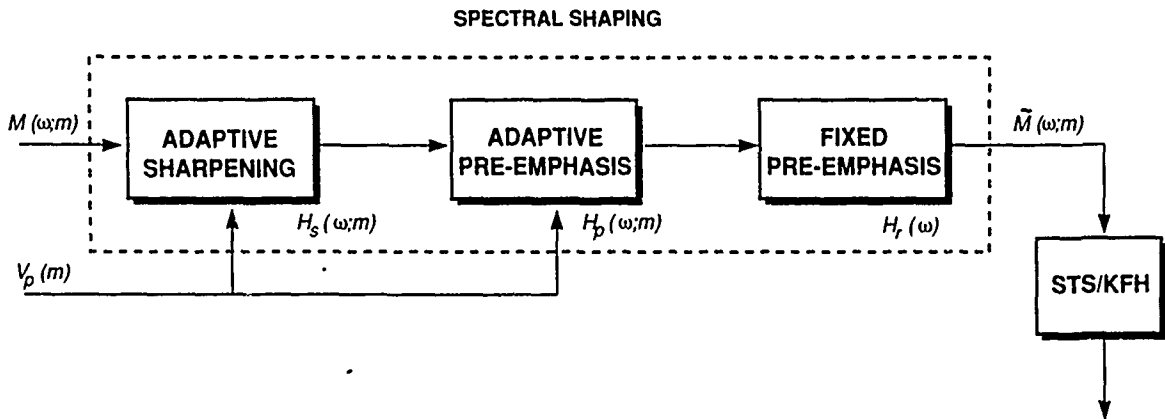 SPECTRAL SHAPING
M(ω;m)
ADAPTIVE
SHARPENING
H_s(ω;m)
ADAPTIVE
PRE-EMPHASIS
H_p(ω;m)
FIXED
PRE-EMPHASIS
H_r(ω)
M̃(ω;m)
V_p(m)
STS/KFH